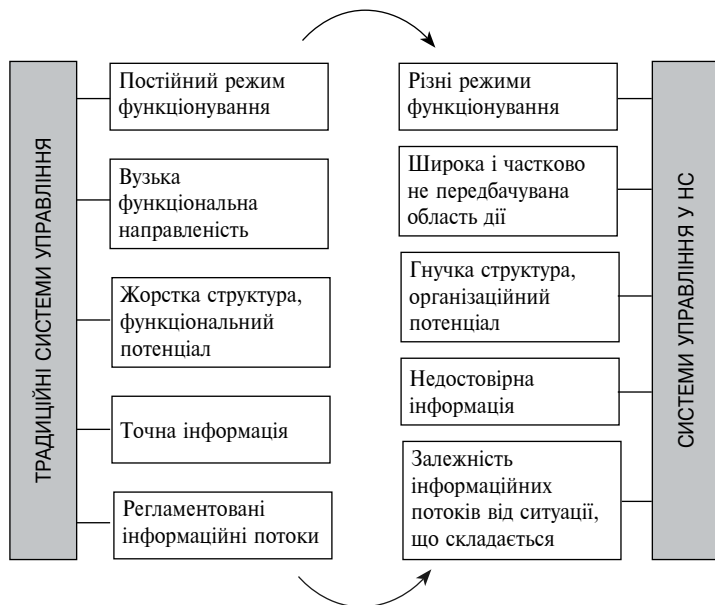 ТРАДИЦІЙНІ СИСТЕМИ УПРАВЛІННЯ
Постійний режим
функціонування
Вузька
функціональна
направленість
Жорстка структура,
функціональний
потенціал
Точна інформація
Регламентовані
інформаційні потоки
Різні режими
функціонування
Широка і частково
не передбачувана
область дії
Гнучка структура,
організаційний
потенціал
Недостовірна
інформація
Залежність
інформаційних
потоків від ситуації,
що складається
СИСТЕМИ УПРАВЛІННЯ У НС